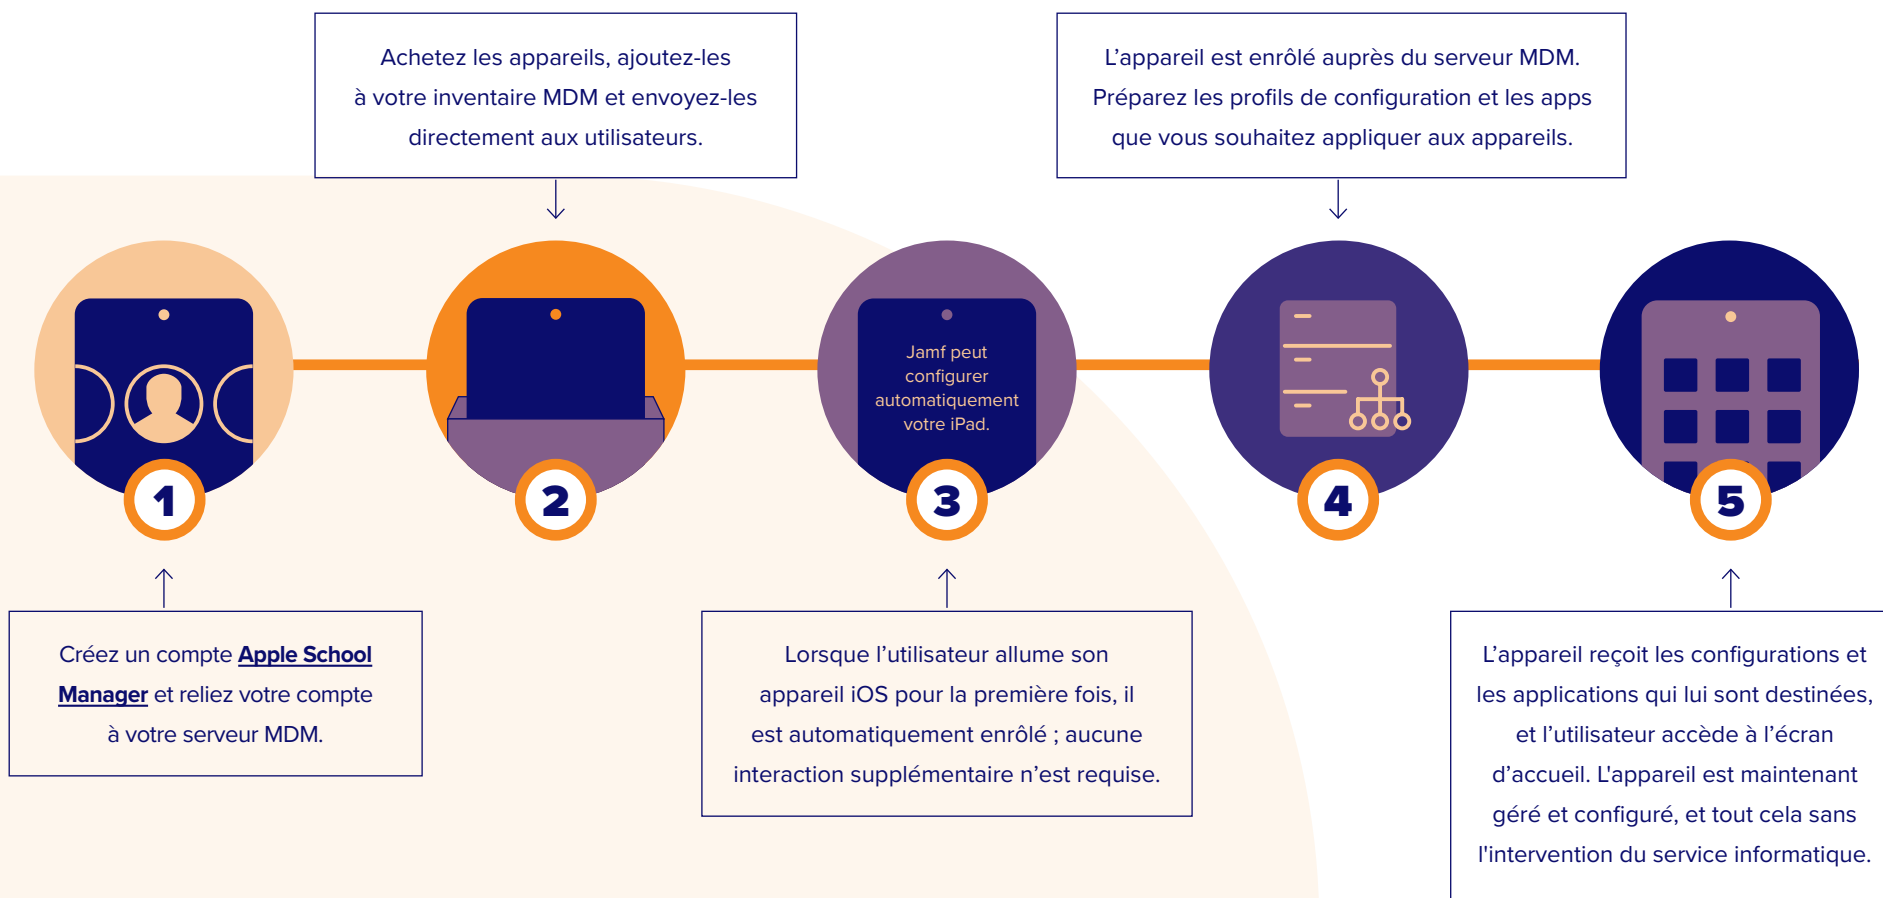 Achetez les appareils, ajoutez-les
à votre inventaire MDM et envoyez-les
directement aux utilisateurs.
L’appareil est enrôlé auprès du serveur MDM.
Préparez les profils de configuration et les apps
que vous souhaitez appliquer aux appareils.
Jamf peut
configurer
automatiquement
votre iPad.
1
2
3
4
5
Créez un compte Apple School
Manager et reliez votre compte
à votre serveur MDM.
Lorsque l’utilisateur allume son
appareil iOS pour la première fois, il
est automatiquement enrôlé ; aucune
interaction supplémentaire n’est requise.
L’appareil reçoit les configurations et
les applications qui lui sont destinées,
et l’utilisateur accède à l’écran
d’accueil. L'appareil est maintenant
géré et configuré, et tout cela sans
l'intervention du service informatique.